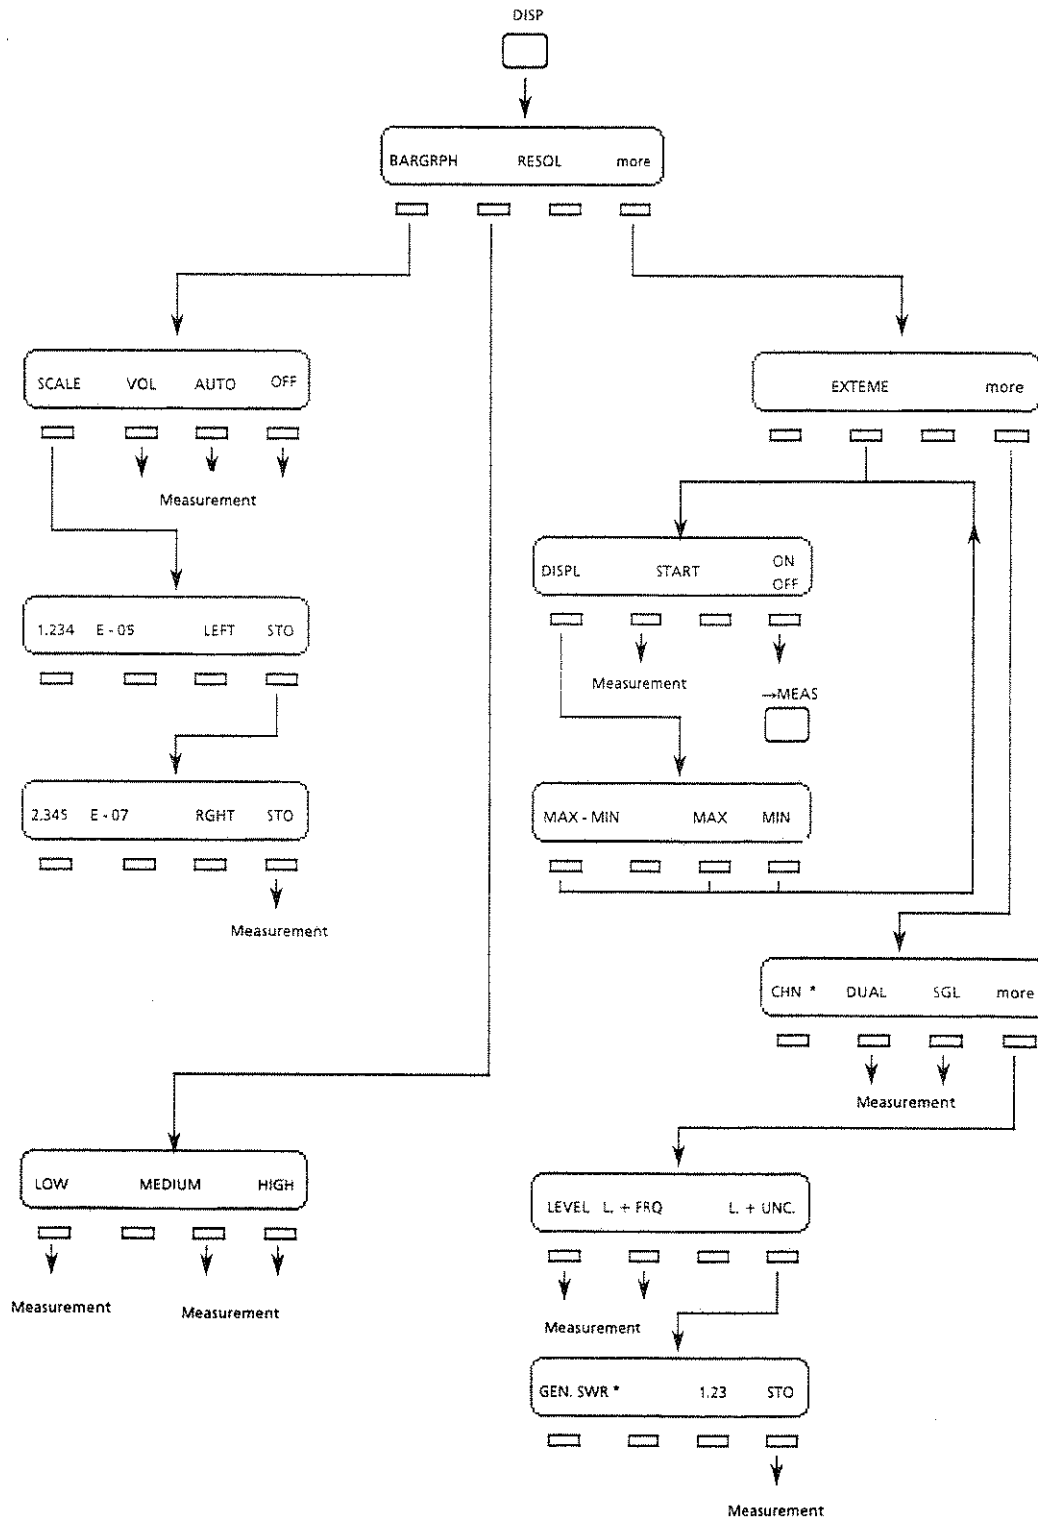 DISP
BARGRPH RESOL more
SCALE VOL AUTO OFF
Measurement
1.234 E - 05 LEFT STO
2.345 E - 07 RGHT STO
Measurement
LOW MEDIUM HIGH
Measurement Measurement
EXTEME more
DISPL START ON
OFF
Measurement
→MEAS
MAX - MIN MAX MIN
CHN * DUAL SGL more
Measurement
LEVEL L. + FRQ L. + UNC.
Measurement
GEN. SWR * 1.23 STO
Measurement